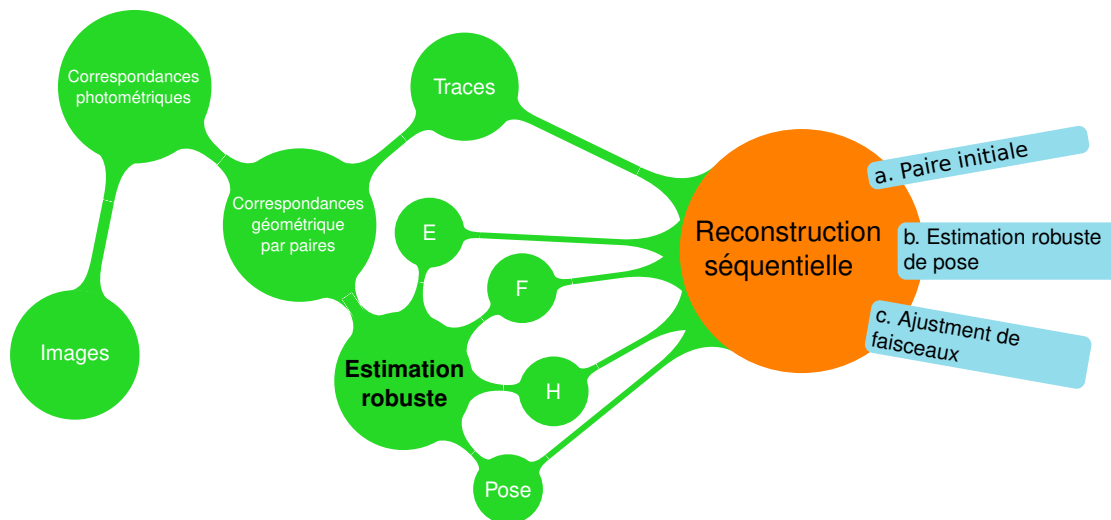 Correspondances
photométriques
Traces
Correspondances
géométrique
par paires
E
F
Images
Estimation
robuste
H
Pose
Reconstruction
séquentielle
a. Paire initiale
b. Estimation robuste
de pose
c. Ajustment de
faisceaux